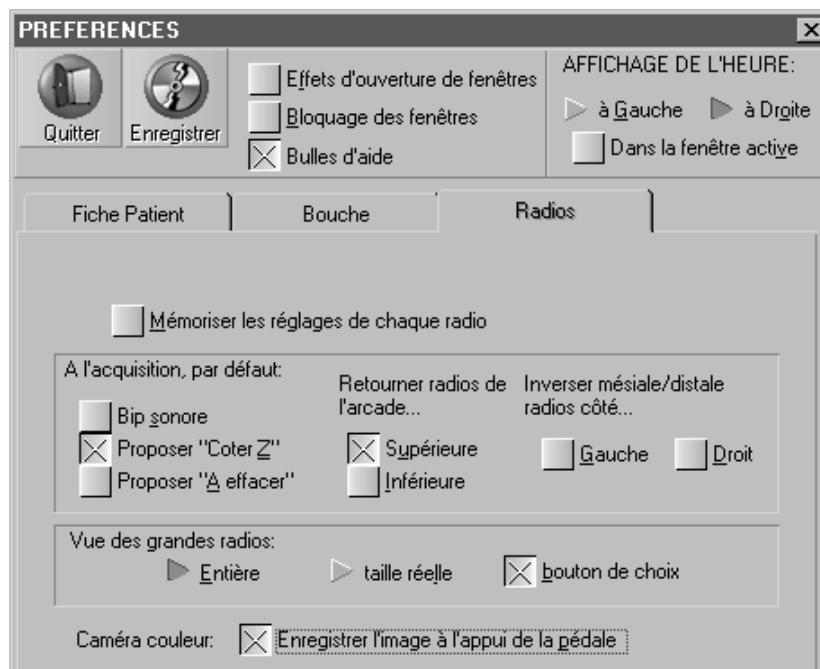 PREFERENCES
Quitter
Enregistrer
Effets d'ouverture de fenêtres
Bloquage des fenêtres
Bulles d'aide
AFFICHAGE DE L'HEURE:
à Gauche à Droite
Dans la fenêtre active
Fiche Patient
Bouche
Radios
Mémoriser les réglages de chaque radio
A l'acquisition, par défaut:
Bip sonore
Proposer "Coter Z"
Proposer "A effacer"
Retourner radios de
l'arcade...
Supérieure
Inférieure
Inverser mésiale/distale
radios côté...
Gauche Droit
Vue des grandes radios:
Entière taille réelle bouton de choix
Caméra couleur: Enregistrer l'image à l'appui de la pédale